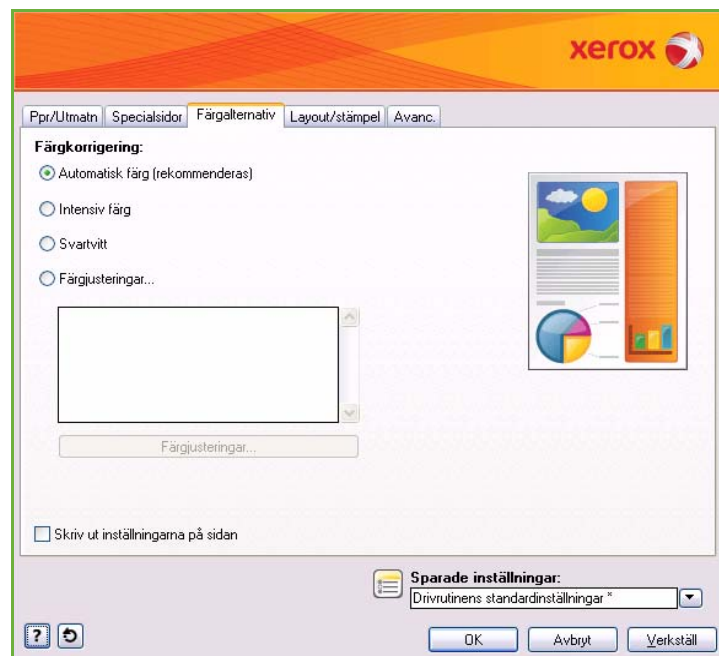 xerox
Ppr/Utmatn Specialsidor Färgalternativ Layout/stämpel Avanc.
Färgkorrigering:
Automatisk färg (rekommenderas)
Intensiv färg
Svartvitt
Färgjusteringar...
Färgjusteringar...
Skriv ut inställningarna på sidan
Sparade inställningar:
Drivrutinens standardinställningar *
? OK Avbryt Verkställ